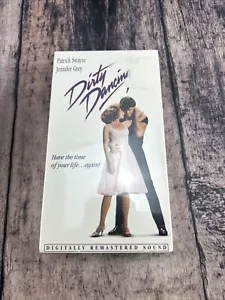 Patrick Swayze
Jennifer Grey
Dirty
Dancing
Have the time
of your life...again!
DIGITALLY REMASTERED SOUND